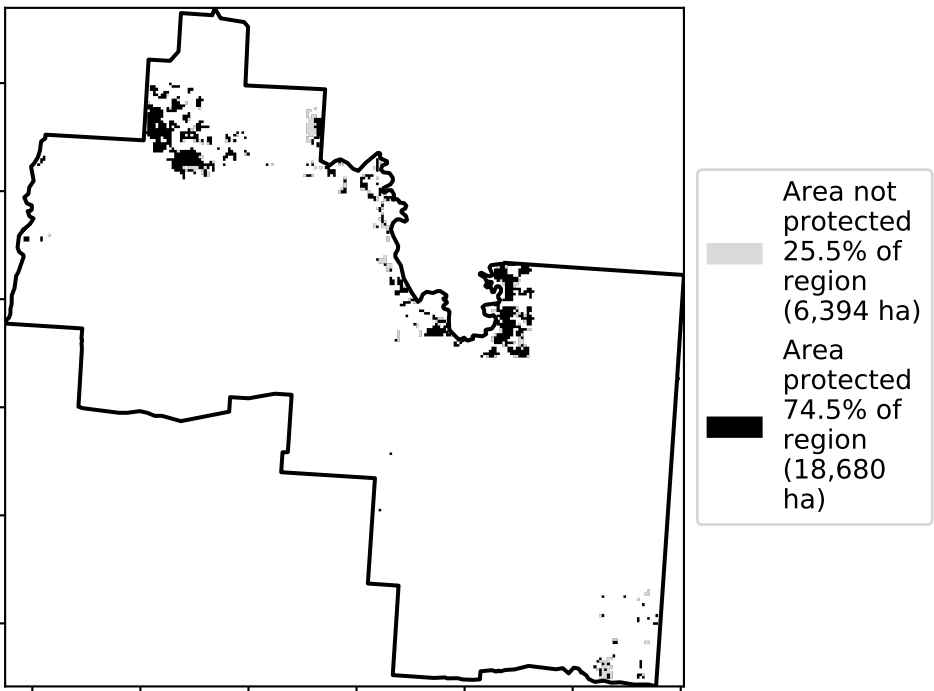 Area not
protected
25.5% of
region
(6,394 ha)
Area
protected
74.5% of
region
(18,680
ha)